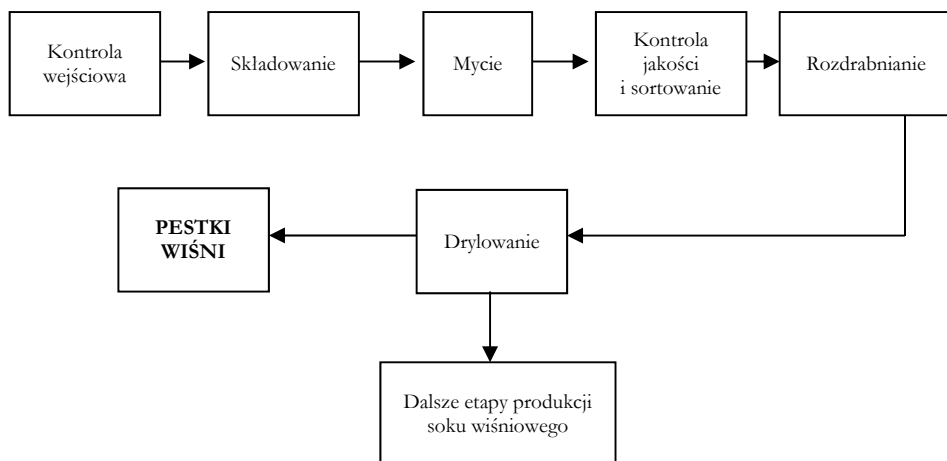 Kontrola
wejściowa
Składowanie
Mycie
Kontrola
jakości
i sortowanie
Rozdrabnianie
PESTKI
WIŚNI
Drylowanie
Dalsze etapy produkcji
soku wiśniowego